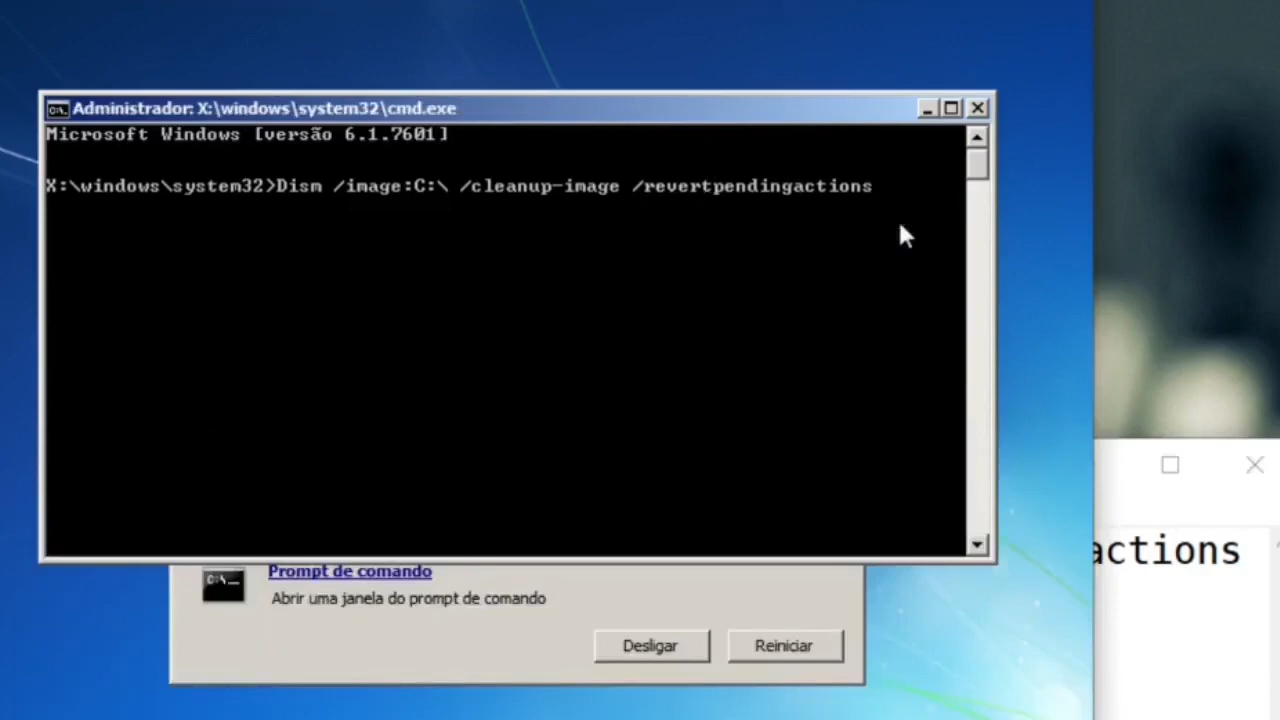 Administrador: X:\windows\system32\cmd.exe
Microsoft Windows [versão 6.1.7601]
X:\windows\system32>Dism /image:C:\ /cleanup-image /revertpendingactions
actions
Prompt de comando
Abrir uma janela do prompt de comando
Desligar
Reiniciar